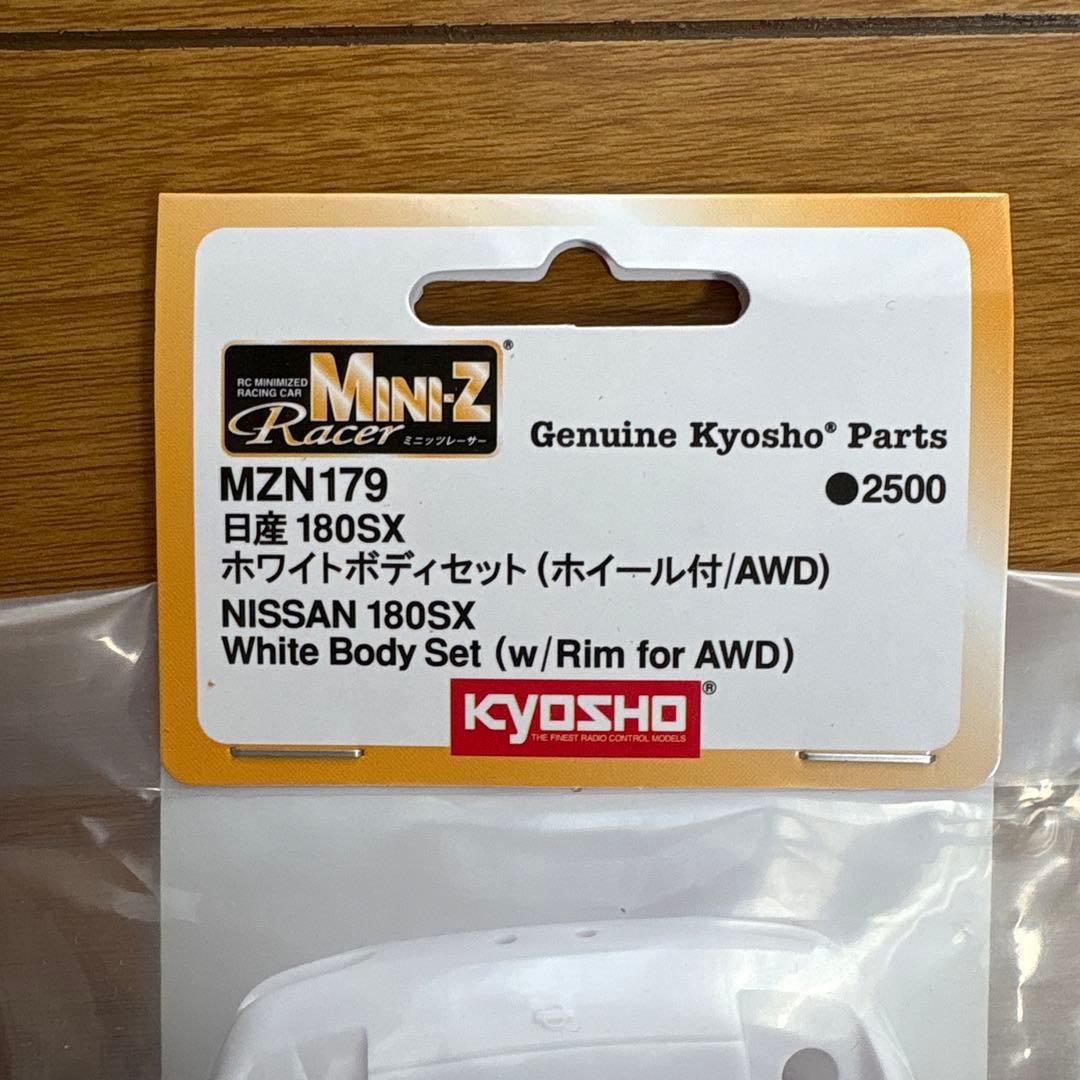 RC MINIMIZED
RACING CAR
MINI-Z®
Racer ミニッツレーサー
Genuine Kyosho® Parts
MZN179
●2500
日産 180SX
ホワイトボディセット (ホイール付/AWD)
NISSAN 180SX
White Body Set (w/Rim for AWD)
KYOSHO®
THE FINEST RADIO CONTROL MODELS